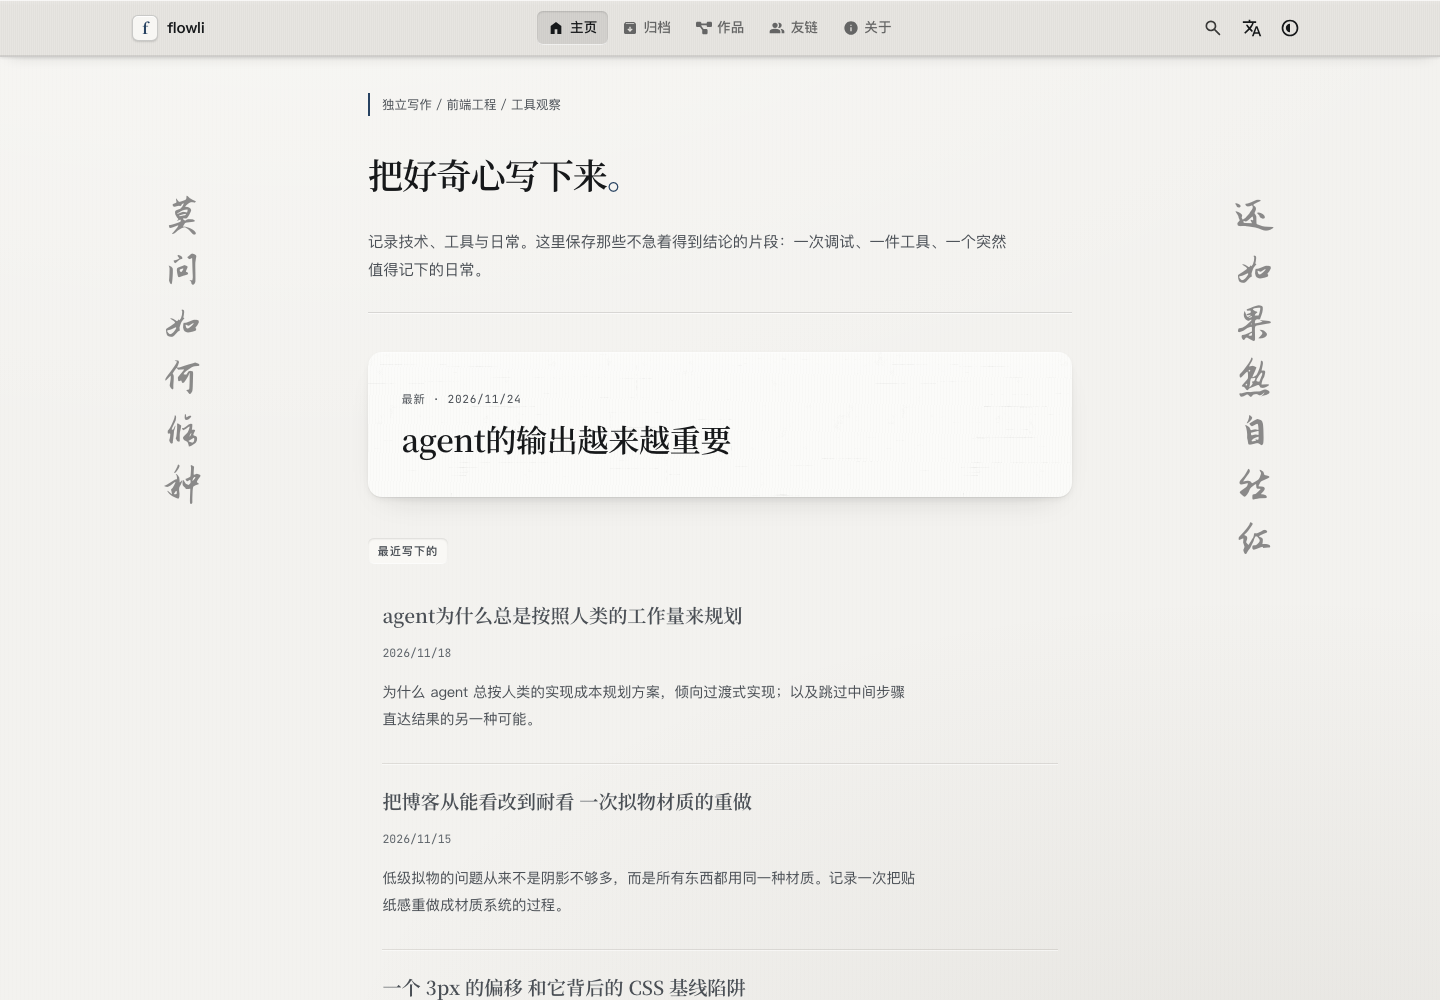 f flowli
主页 归档 作品 友链 关于
独立写作 / 前端工程 / 工具观察
把好奇心写下来。
记录技术、工具与日常。这里保存那些不急着得到结论的片段：一次调试、一件工具、一个突然
值得记下的日常。
莫问如何修种
还如果熟自然红
最新 · 2026/11/24
agent的输出越来越重要
最近写下的
agent为什么总是按照人类的工作量来规划
2026/11/18
为什么 agent 总按人类的实现成本规划方案，倾向过渡式实现；以及跳过中间步骤
直达结果的另一种可能。
把博客从能看改到耐看 一次拟物材质的重做
2026/11/15
低级拟物的问题从来不是阴影不够多，而是所有东西都用同一种材质。记录一次把贴
纸感重做成材质系统的过程。
一个 3px 的偏移 和它背后的 CSS 基线陷阱